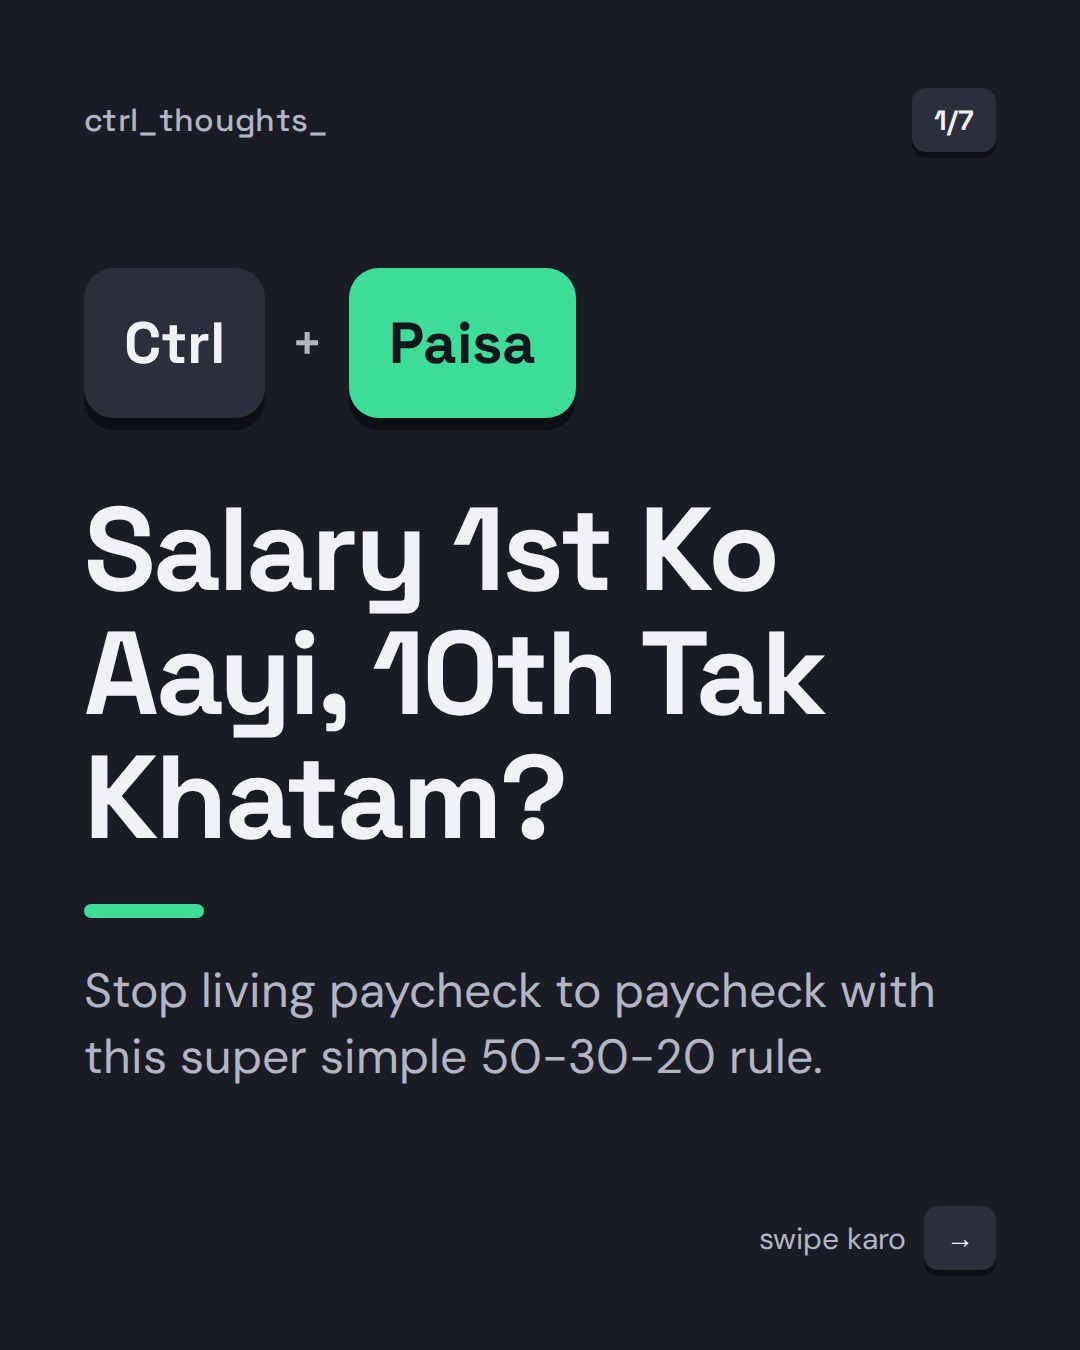 ctrl_thoughts_
1/7
Ctrl + Paisa
Salary 1st Ko
Aayi, 10th Tak
Khatam?
Stop living paycheck to paycheck with
this super simple 50-30-20 rule.
swipe karo →